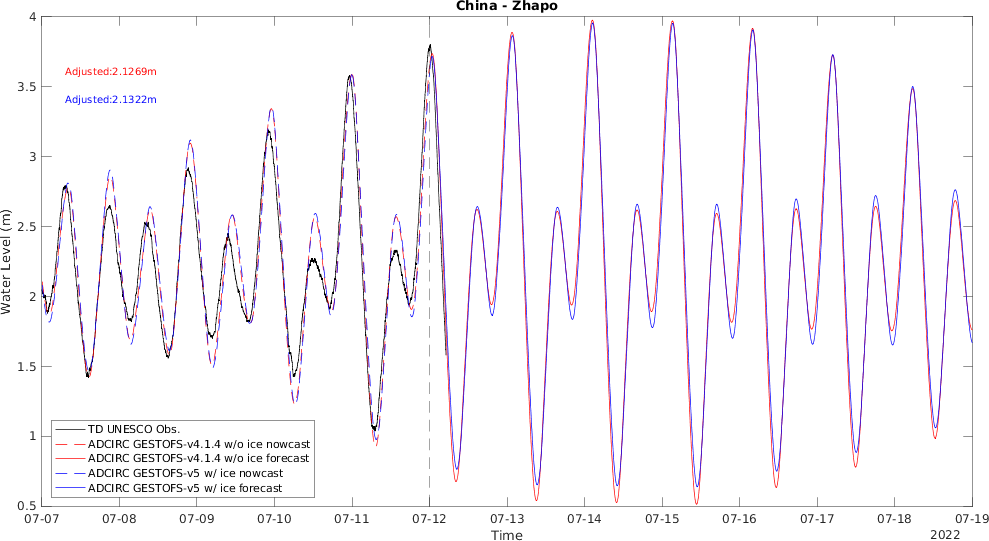 China - Zhapo
Adjusted:2.1269m
Adjusted:2.1322m
Water Level (m)
4
3.5
3
2.5
2
1.5
1
0.5
TD UNESCO Obs.
ADCIRC GESTOFS-v4.1.4 w/o ice nowcast
ADCIRC GESTOFS-v4.1.4 w/o ice forecast
ADCIRC GESTOFS-v5 w/ ice nowcast
ADCIRC GESTOFS-v5 w/ ice forecast
07-07 07-08 07-09 07-10 07-11 07-12 07-13 07-14 07-15 07-16 07-17 07-18 07-19
Time
2022